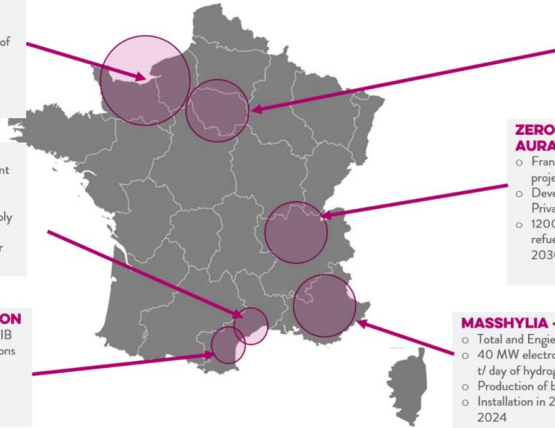 of
nt
ply
r
ON
IB
ons
ZERO
AURA
o Fran
proje
o Deve
Priva
o 1200
refue
203
MASSHYLIA -
o Total and Engie
o 40 MW electro
t/ day of hydrog
o Production of b
o Installation in 2
2024